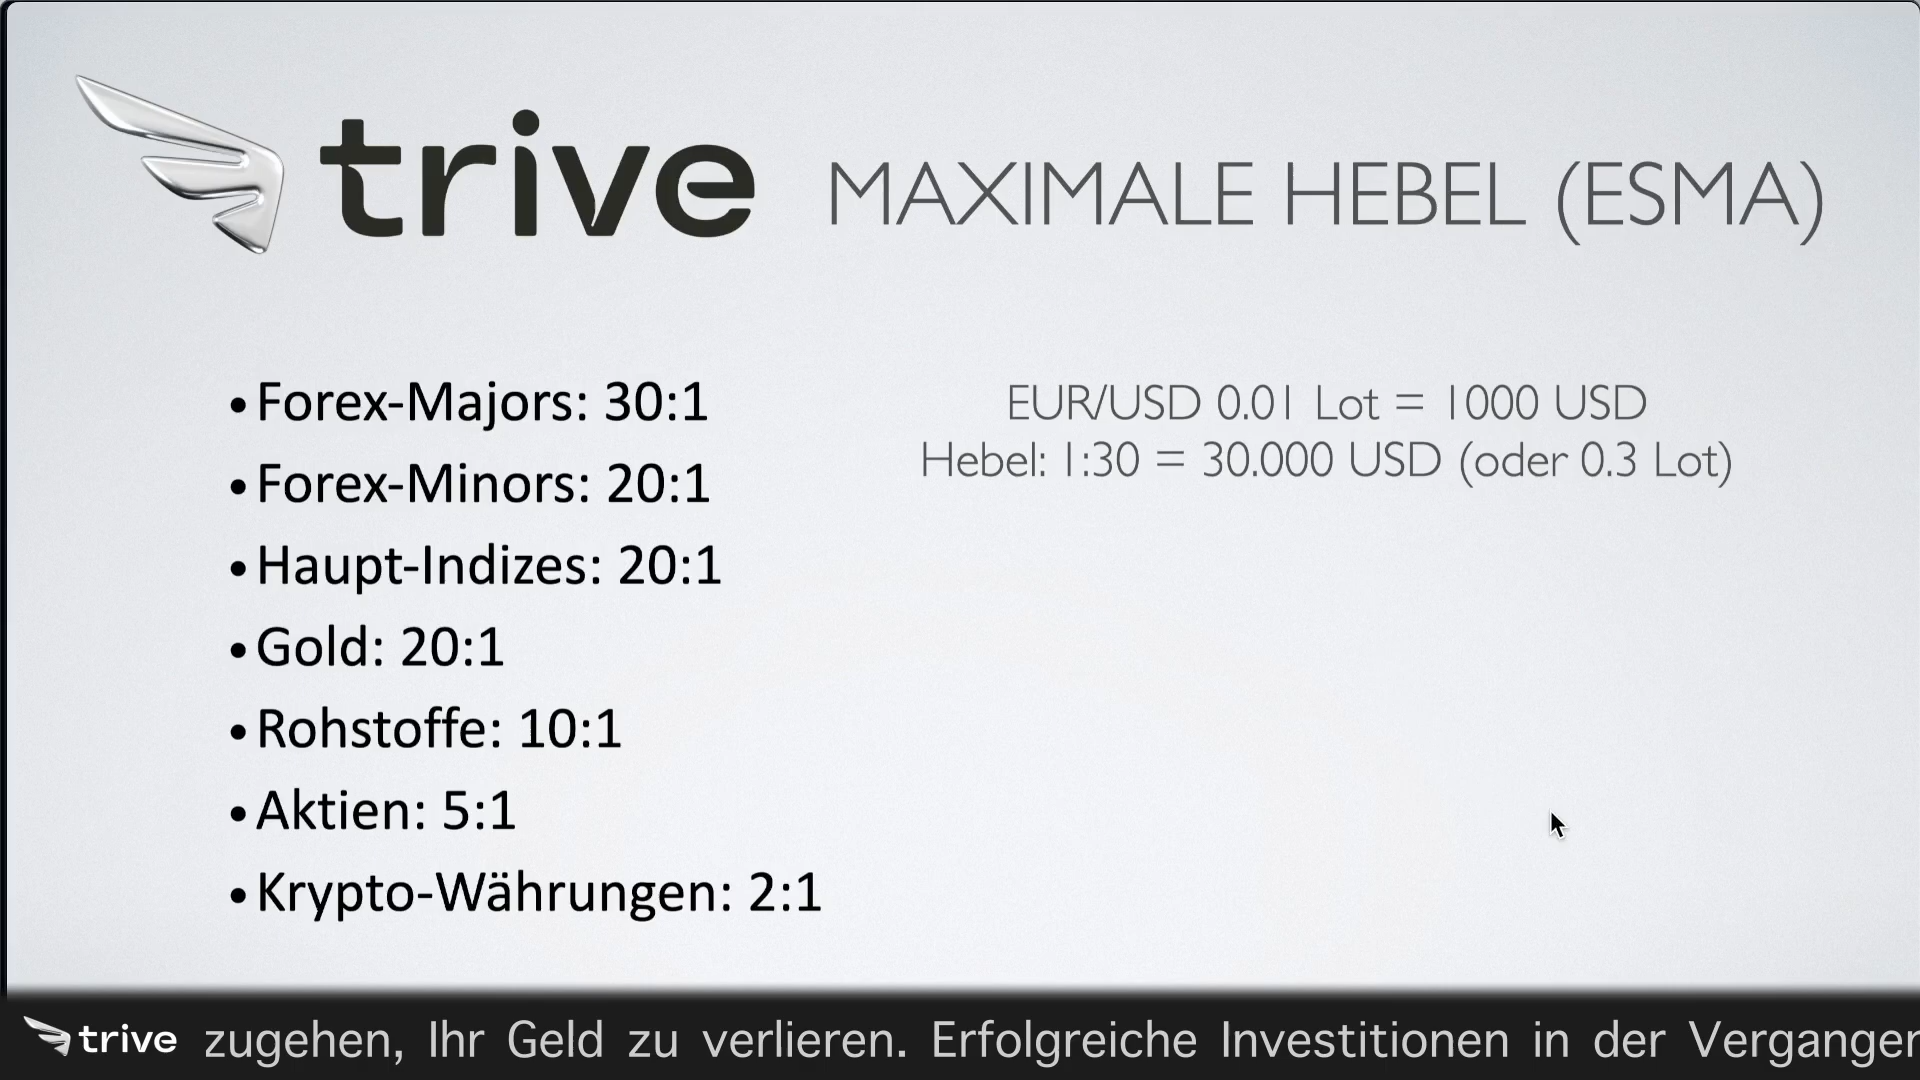 trive MAXIMALE HEBEL (ESMA)
• Forex-Majors: 30:1
• Forex-Minors: 20:1
• Haupt-Indizes: 20:1
• Gold: 20:1
• Rohstoffe: 10:1
• Aktien: 5:1
• Krypto-Währungen: 2:1
EUR/USD 0.01 Lot = 1000 USD
Hebel: 1:30 = 30.000 USD (oder 0.3 Lot)
trive zugehen, Ihr Geld zu verlieren. Erfolgreiche Investitionen in der Vergangen